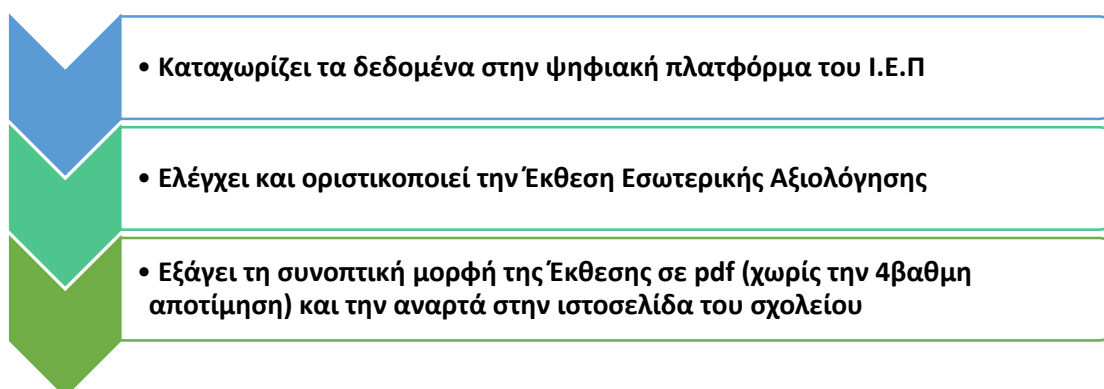 • Καταχωρίζει τα δεδομένα στην ψηφιακή πλατφόρμα του Ι.Ε.Π
• Ελέγχει και οριστικοποιεί την Έκθεση Εσωτερικής Αξιολόγησης
• Εξάγει τη συνοπτική μορφή της Έκθεσης σε pdf (χωρίς την 4βαθμη
αποτίμηση) και την αναρτά στην ιστοσελίδα του σχολείου